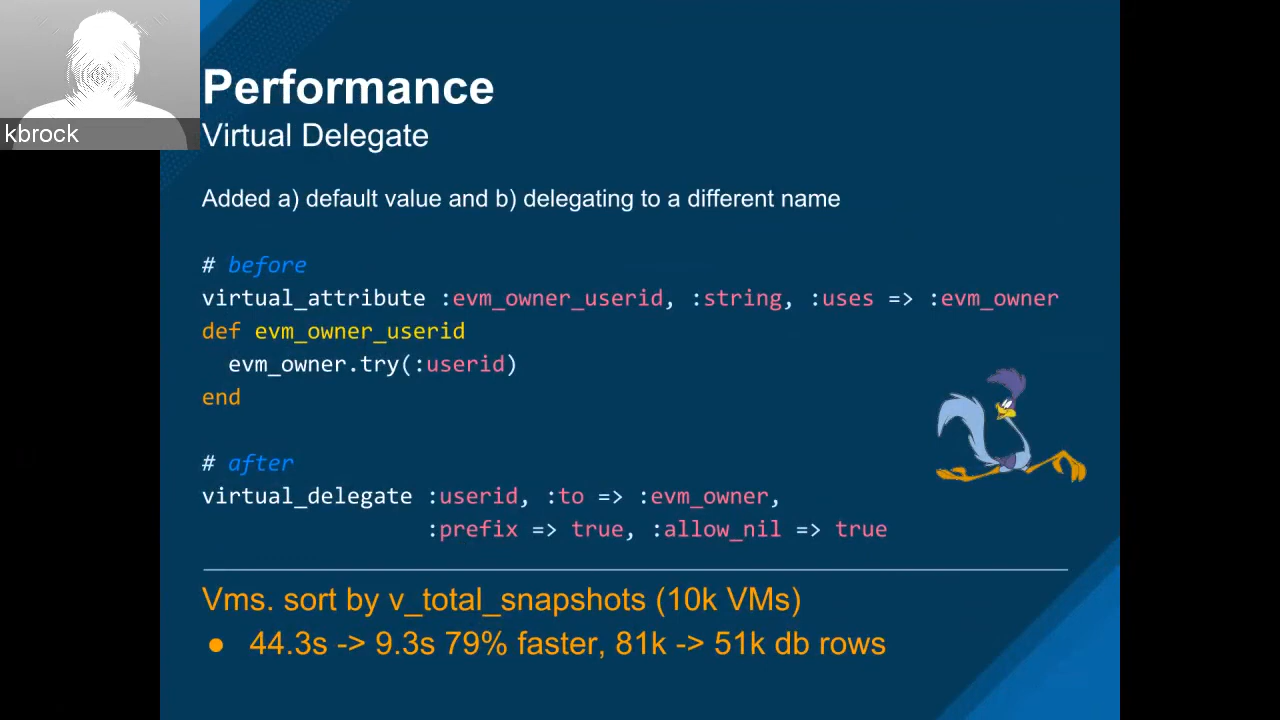 kbrock
Performance
Virtual Delegate
Added a) default value and b) delegating to a different name
# before
virtual_attribute :evm_owner_userid, :string, :uses => :evm_owner
def evm_owner_userid
  evm_owner.try(:userid)
end
# after
virtual_delegate :userid, :to => :evm_owner,
                 :prefix => true, :allow_nil => true
Vms. sort by v_total_snapshots (10k VMs)
● 44.3s -> 9.3s 79% faster, 81k -> 51k db rows